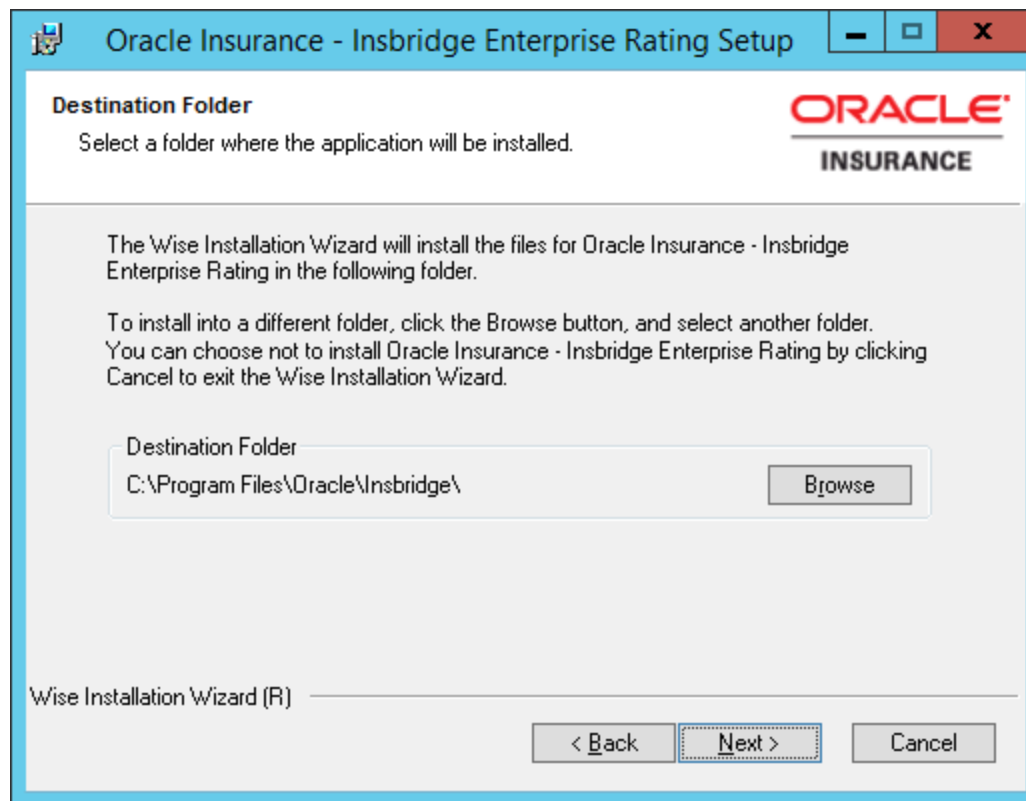 Oracle Insurance - Insbridge Enterprise Rating Setup
Destination Folder
Select a folder where the application will be installed.
ORACLE
INSURANCE
The Wise Installation Wizard will install the files for Oracle Insurance - Insbridge
Enterprise Rating in the following folder.
To install into a different folder, click the Browse button, and select another folder.
You can choose not to install Oracle Insurance - Insbridge Enterprise Rating by clicking
Cancel to exit the Wise Installation Wizard.
Destination Folder
C:\Program Files\Oracle\Insbridge\
Browse
Wise Installation Wizard (R)
< Back
Next >
Cancel